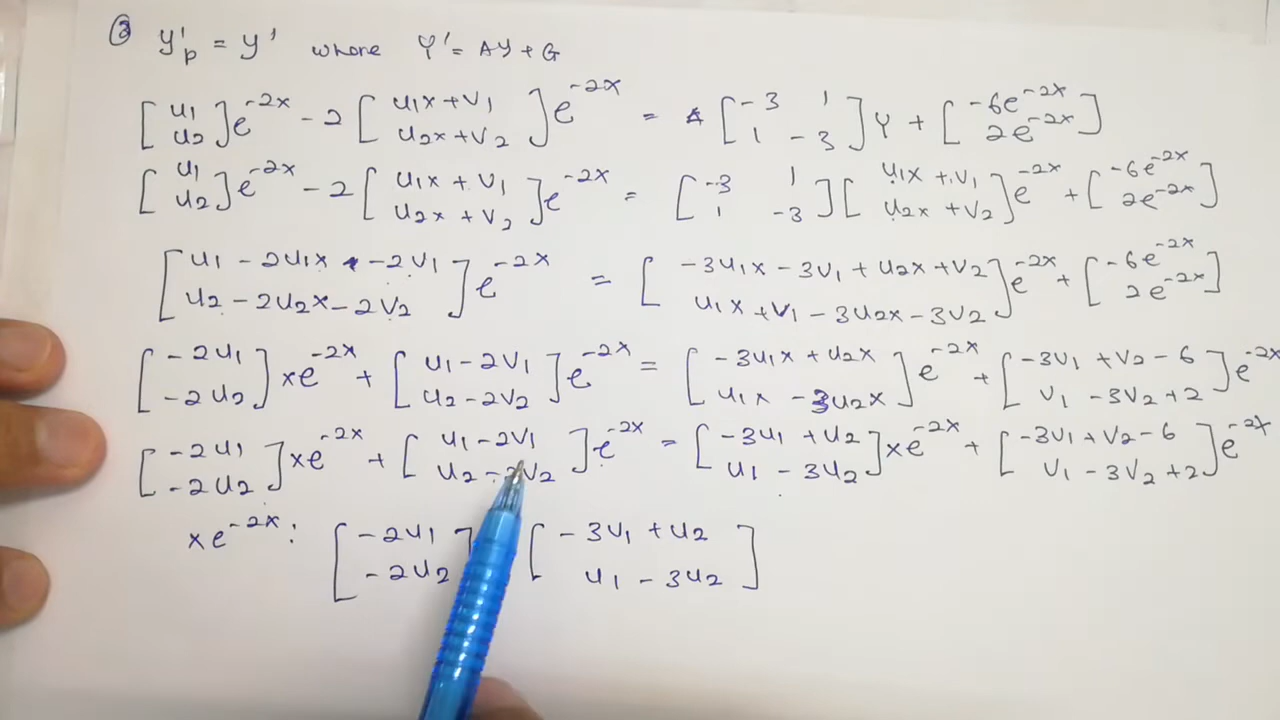 ② y'p = y' where Y' = AY + G
[u1 u2] e^-2x - 2 [u1x + v1 u2x + v2] e^-2x = [-3 1 1 -3] Y + [-6e^-2x 2e^-2x]
[u1 u2] e^-2x - 2 [u1x + v1 u2x + v2] e^-2x = [-3 1 1 -3] [u1x + v1 u2x + v2] e^-2x + [-6e^-2x 2e^-2x]
[u1 - 2u1x - 2v1 u2 - 2u2x - 2v2] e^-2x = [-3u1x - 3v1 + u2x + v2 u1x + v1 - 3u2x - 3v2] e^-2x + [-6e^-2x 2e^-2x]
[-2u1 -2u2] xe^-2x + [u1 - 2v1 u2 - 2v2] e^-2x = [-3u1x + u2x u1x - 3u2x] e^-2x + [-3v1 + v2 - 6 v1 - 3v2 + 2] e^-2x
[-2u1 -2u2] xe^-2x + [u1 - 2v1 u2 - 2v2] e^-2x = [-3u1 + u2 u1 - 3u2] xe^-2x + [-3v1 + v2 - 6 v1 - 3v2 + 2] e^-2x
xe^-2x : [-2u1 -2u2] [-3u1 + u2 u1 - 3u2]